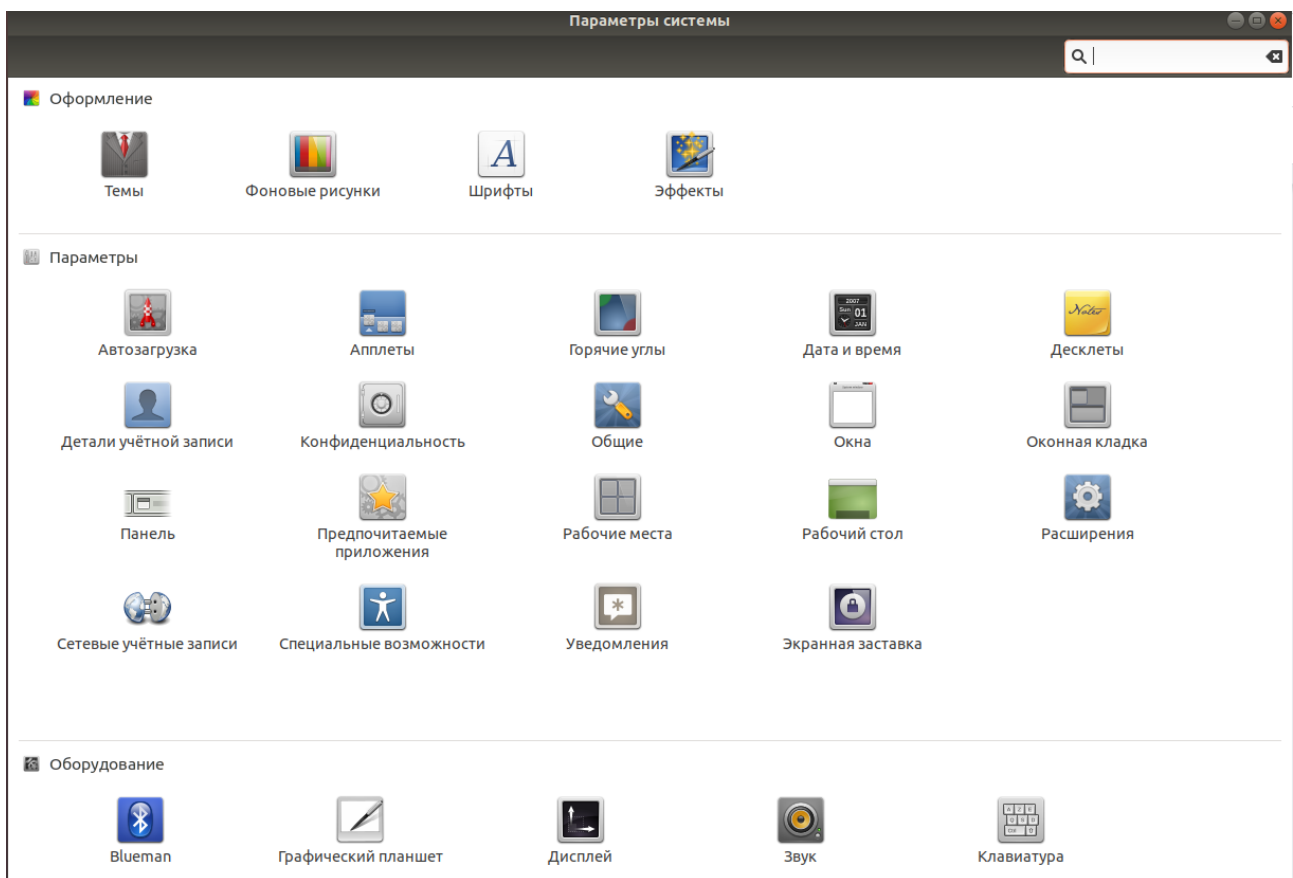 Параметры системы
Оформление
Темы
Фоновые рисунки
Шрифты
Эффекты
Параметры
Автозагрузка
Апплеты
Горячие углы
Дата и время
Десклеты
Детали учётной записи
Конфиденциальность
Общие
Окна
Оконная кладка
Панель
Предпочитаемые
приложения
Рабочие места
Рабочий стол
Расширения
Сетевые учётные записи
Специальные возможности
Уведомления
Экранная заставка
Оборудование
Blueman
Графический планшет
Дисплей
Звук
Клавиатура